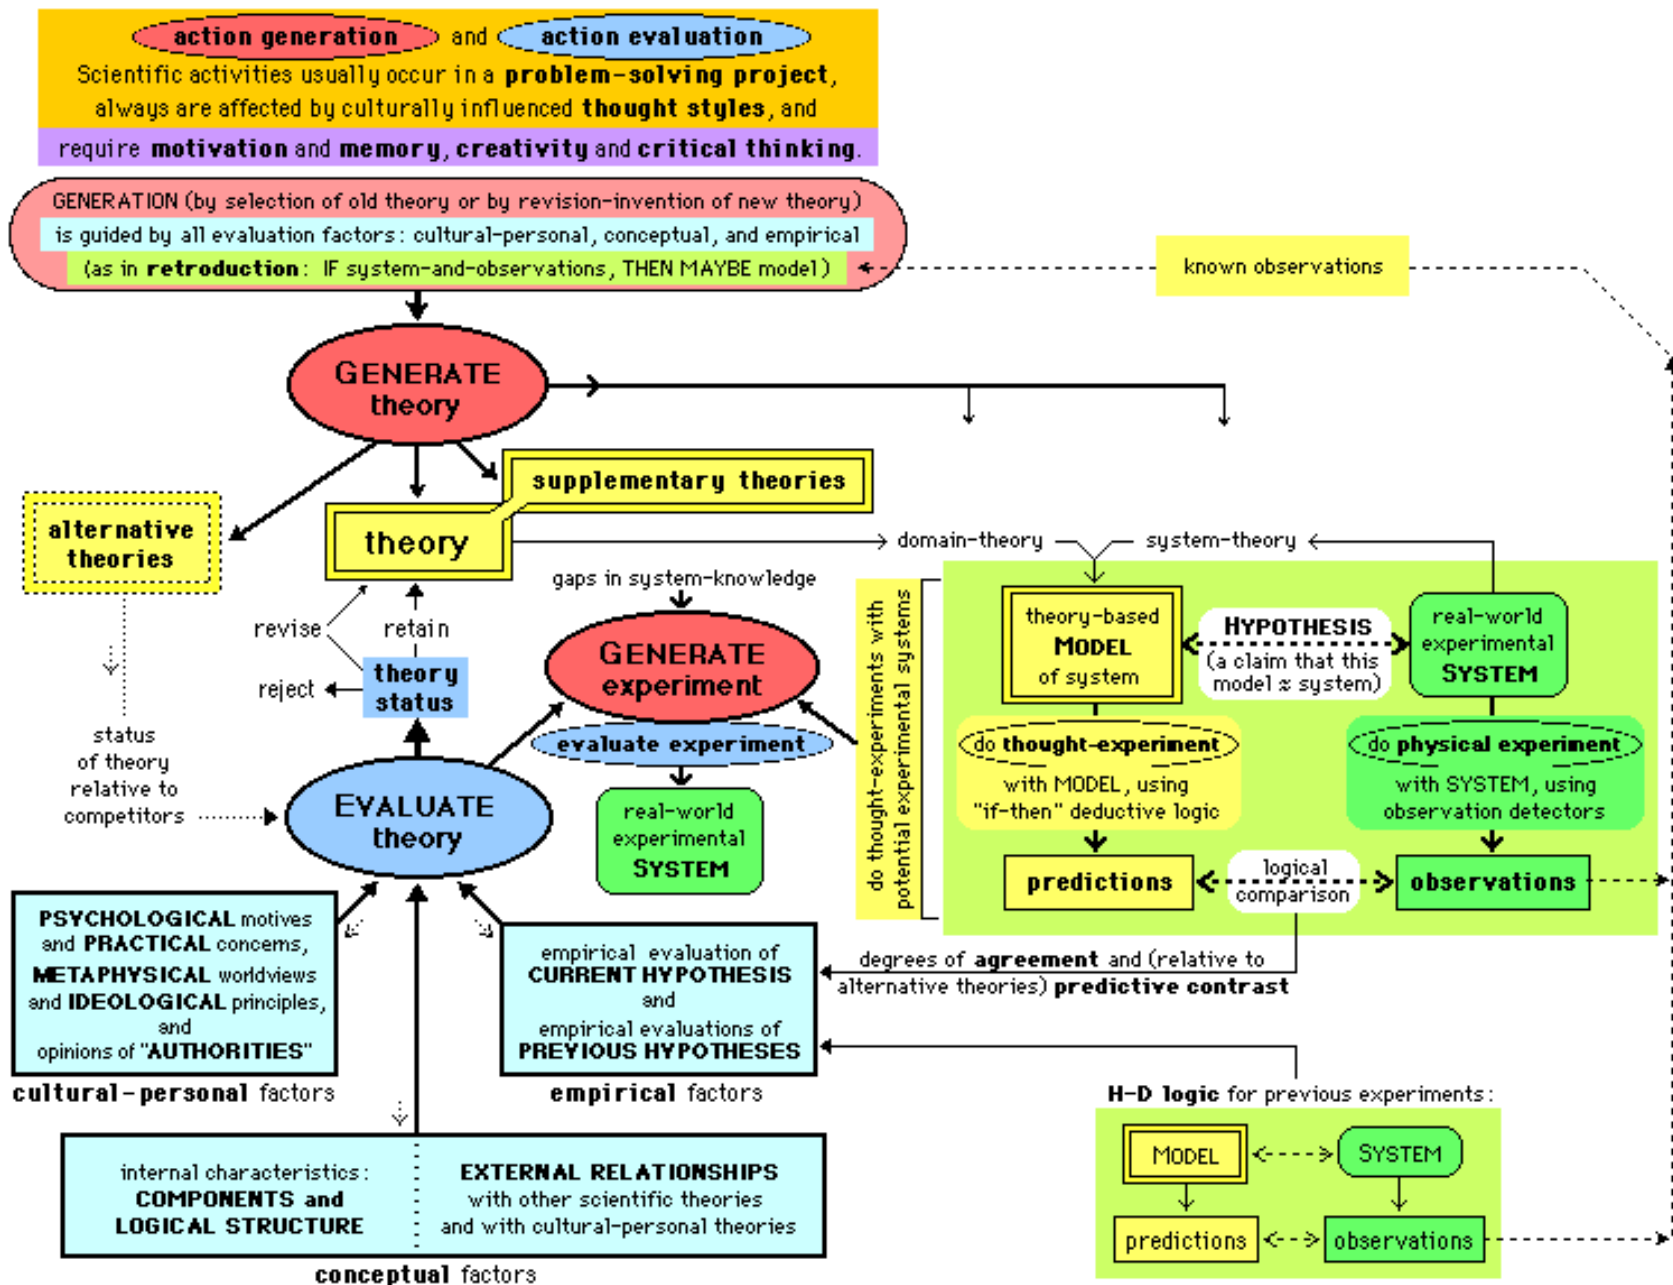 action generation and action evaluation
Scientific activities usually occur in a problem-solving project,
always are affected by culturally influenced thought styles, and
require motivation and memory, creativity and critical thinking.
GENERATION (by selection of old theory or by revision-invention of new theory)
is guided by all evaluation factors: cultural-personal, conceptual, and empirical
(as in retroduction: IF system-and-observations, THEN MAYBE model)
known observations
GENERATE
theory
supplementary theories
alternative
theories
theory
domain-theory
system-theory
gaps in system-knowledge
revise
retain
reject
theory
status
GENERATE
experiment
evaluate experiment
real-world
experimental
SYSTEM
do thought-experiments with
potential experimental systems
theory-based
MODEL
of system
HYPOTHESIS
(a claim that this
model ≈ system)
real-world
experimental
SYSTEM
do thought-experiment
with MODEL, using
"if-then" deductive logic
do physical experiment
with SYSTEM, using
observation detectors
predictions
logical
comparison
observations
status
of theory
relative to
competitors
EVALUATE
theory
PSYCHOLOGICAL motives
and PRACTICAL concerns,
METAPHYSICAL worldviews
and IDEOLOGICAL principles,
and
opinions of "AUTHORITIES"
cultural-personal factors
empirical evaluation of
CURRENT HYPOTHESIS
and
empirical evaluations of
PREVIOUS HYPOTHESES
empirical factors
degrees of agreement and (relative to
alternative theories) predictive contrast
H-D logic for previous experiments:
MODEL
SYSTEM
predictions
observations
internal characteristics:
COMPONENTS and
LOGICAL STRUCTURE
EXTERNAL RELATIONSHIPS
with other scientific theories
and with cultural-personal theories
conceptual factors